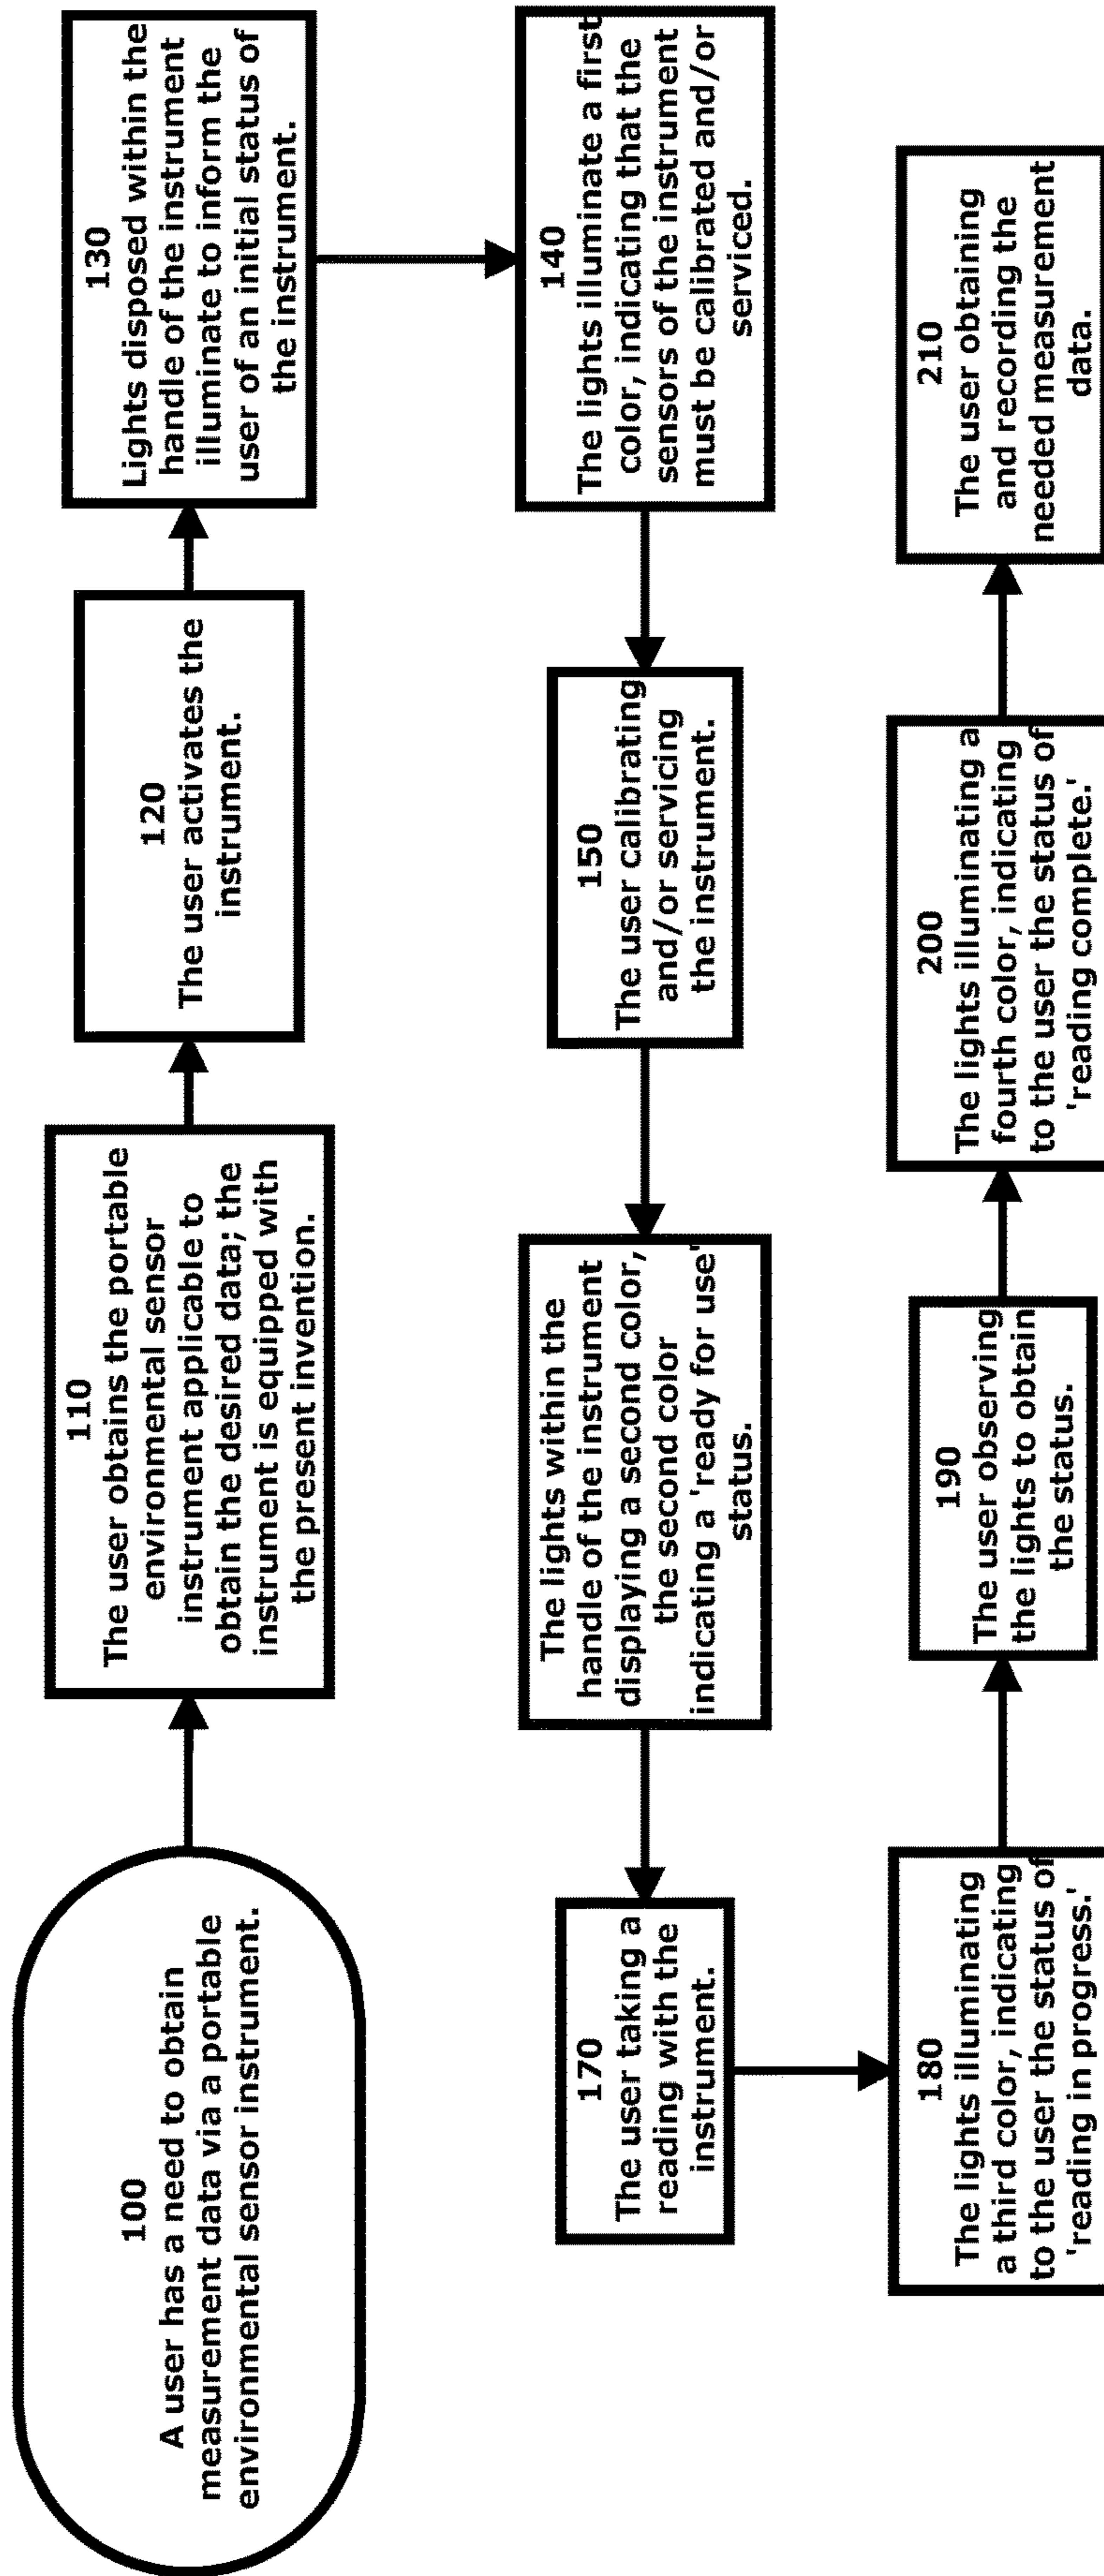 100
A user has a need to obtain
measurement data via a portable
environmental sensor instrument.
110
The user obtains the portable
environmental sensor
instrument applicable to
obtain the desired data; the
instrument is equipped with
the present invention.
120
The user activates the
instrument.
130
Lights disposed within the
handle of the instrument
illuminate to inform the
user of an initial status of
the instrument.
140
The lights illuminate a first
color, indicating that the
sensors of the instrument
must be calibrated and/or
serviced.
150
The user calibrating
and/or servicing
the instrument.
The lights within the
handle of the instrument
displaying a second color,
the second color
indicating a 'ready for use'
status.
170
The user taking a
reading with the
instrument.
180
The lights illuminating
a third color, indicating
to the user the status of
'reading in progress.'
190
The user observing
the lights to obtain
the status.
200
The lights illuminating a
fourth color, indicating
to the user the status of
'reading complete.'
210
The user obtaining
and recording the
needed measurement
data.